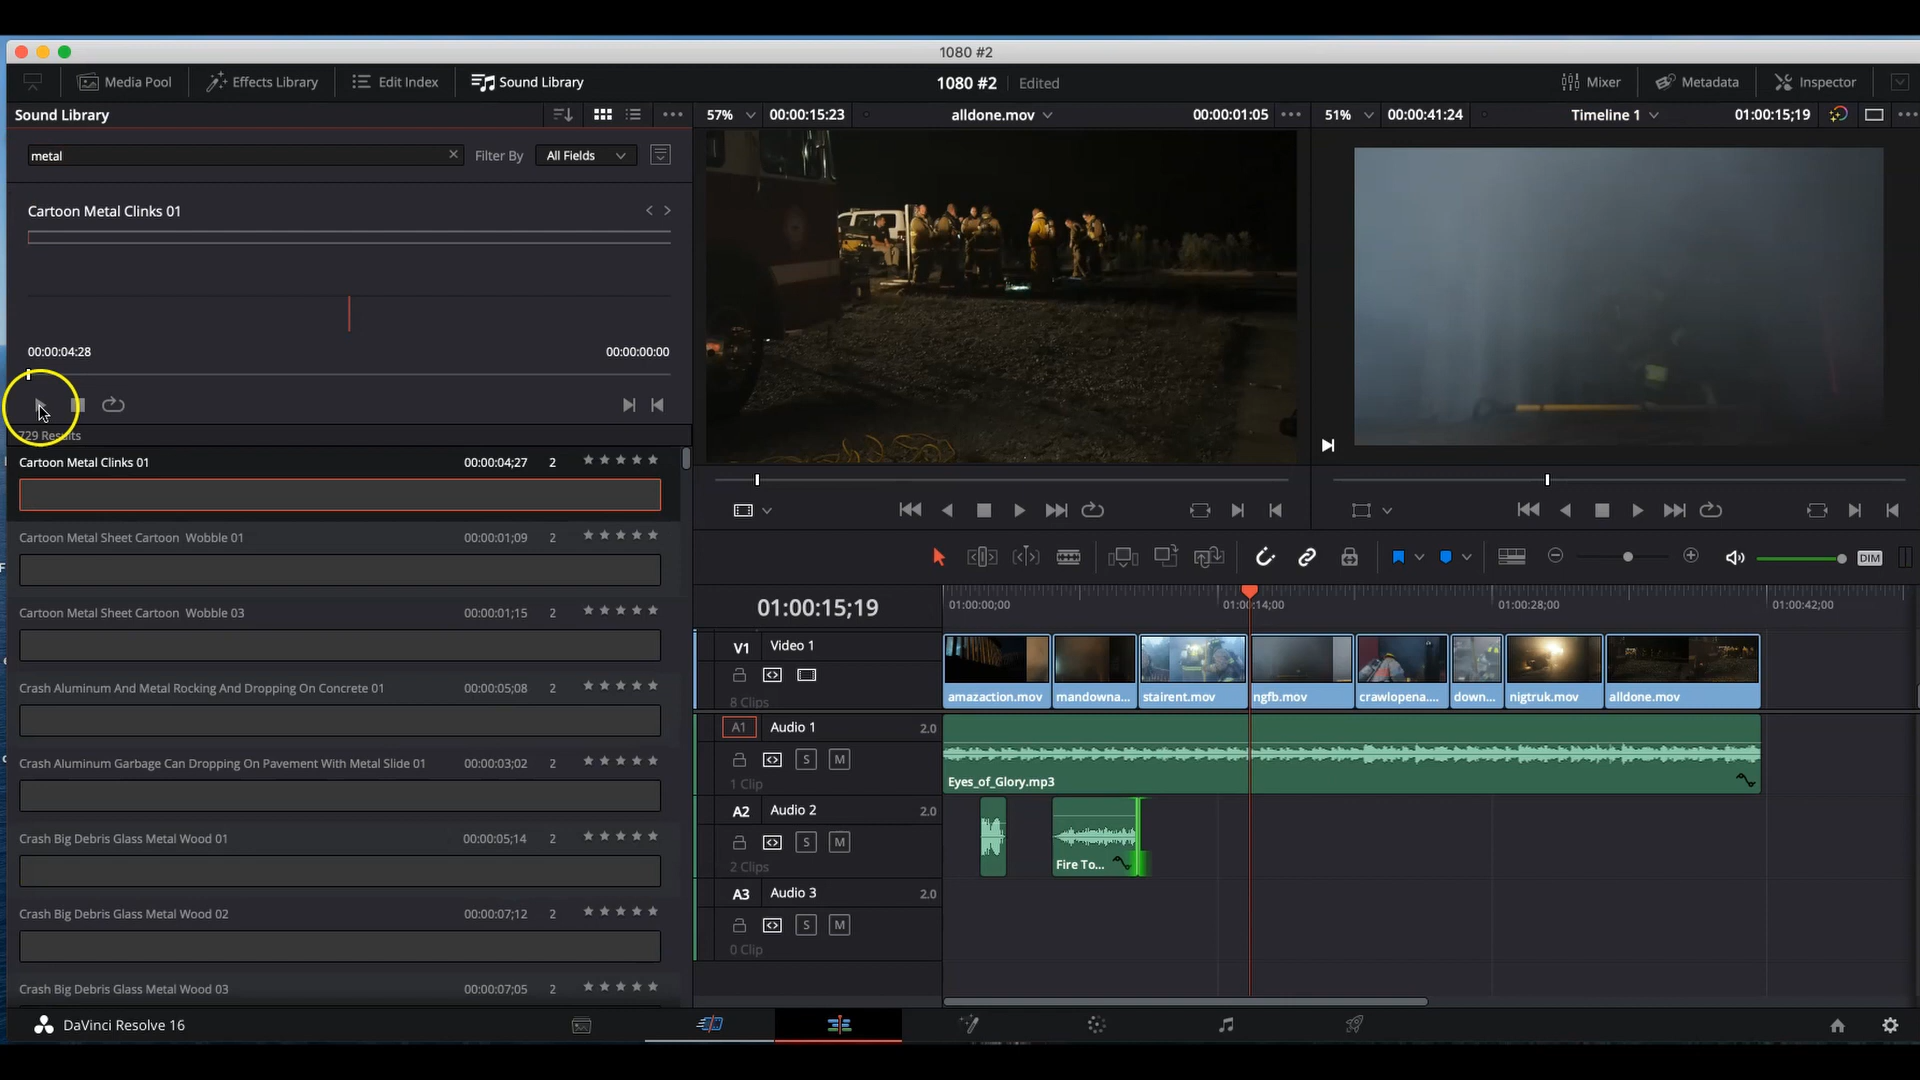 1080 #2
Media Pool
Effects Library
Edit Index
Sound Library
1080 #2
Edited
Mixer
Metadata
Inspector
Sound Library
57%
00:00:15:23
alldone.mov
00:00:01:05
51%
00:00:41:24
Timeline 1
01:00:15;19
metal
Filter By
All Fields
Cartoon Metal Clinks 01
00:00:04:28
00:00:00:00
729 Results
Cartoon Metal Clinks 01
00:00:04;27
2
Cartoon Metal Sheet Cartoon Wobble 01
00:00:01;09
2
Cartoon Metal Sheet Cartoon Wobble 03
00:00:01;15
2
Crash Aluminum And Metal Rocking And Dropping On Concrete 01
00:00:05;08
2
Crash Aluminum Garbage Can Dropping On Pavement With Metal Slide 01
00:00:03;02
2
Crash Big Debris Glass Metal Wood 01
00:00:05;14
2
Crash Big Debris Glass Metal Wood 02
00:00:07;12
2
Crash Big Debris Glass Metal Wood 03
00:00:07;05
2
DIM
01:00:15;19
01:00:00;00
01:00:14;00
01:00:28;00
01:00:42;00
V1
Video 1
8 Clips
amazaction.mov
mandowna...
stairent.mov
ngfb.mov
crawlopena....
down...
nigtruk.mov
alldone.mov
A1
Audio 1
2.0
S
M
1 Clip
Eyes_of_Glory.mp3
A2
Audio 2
2.0
S
M
2 Clips
Fire To...
A3
Audio 3
2.0
S
M
0 Clip
DaVinci Resolve 16